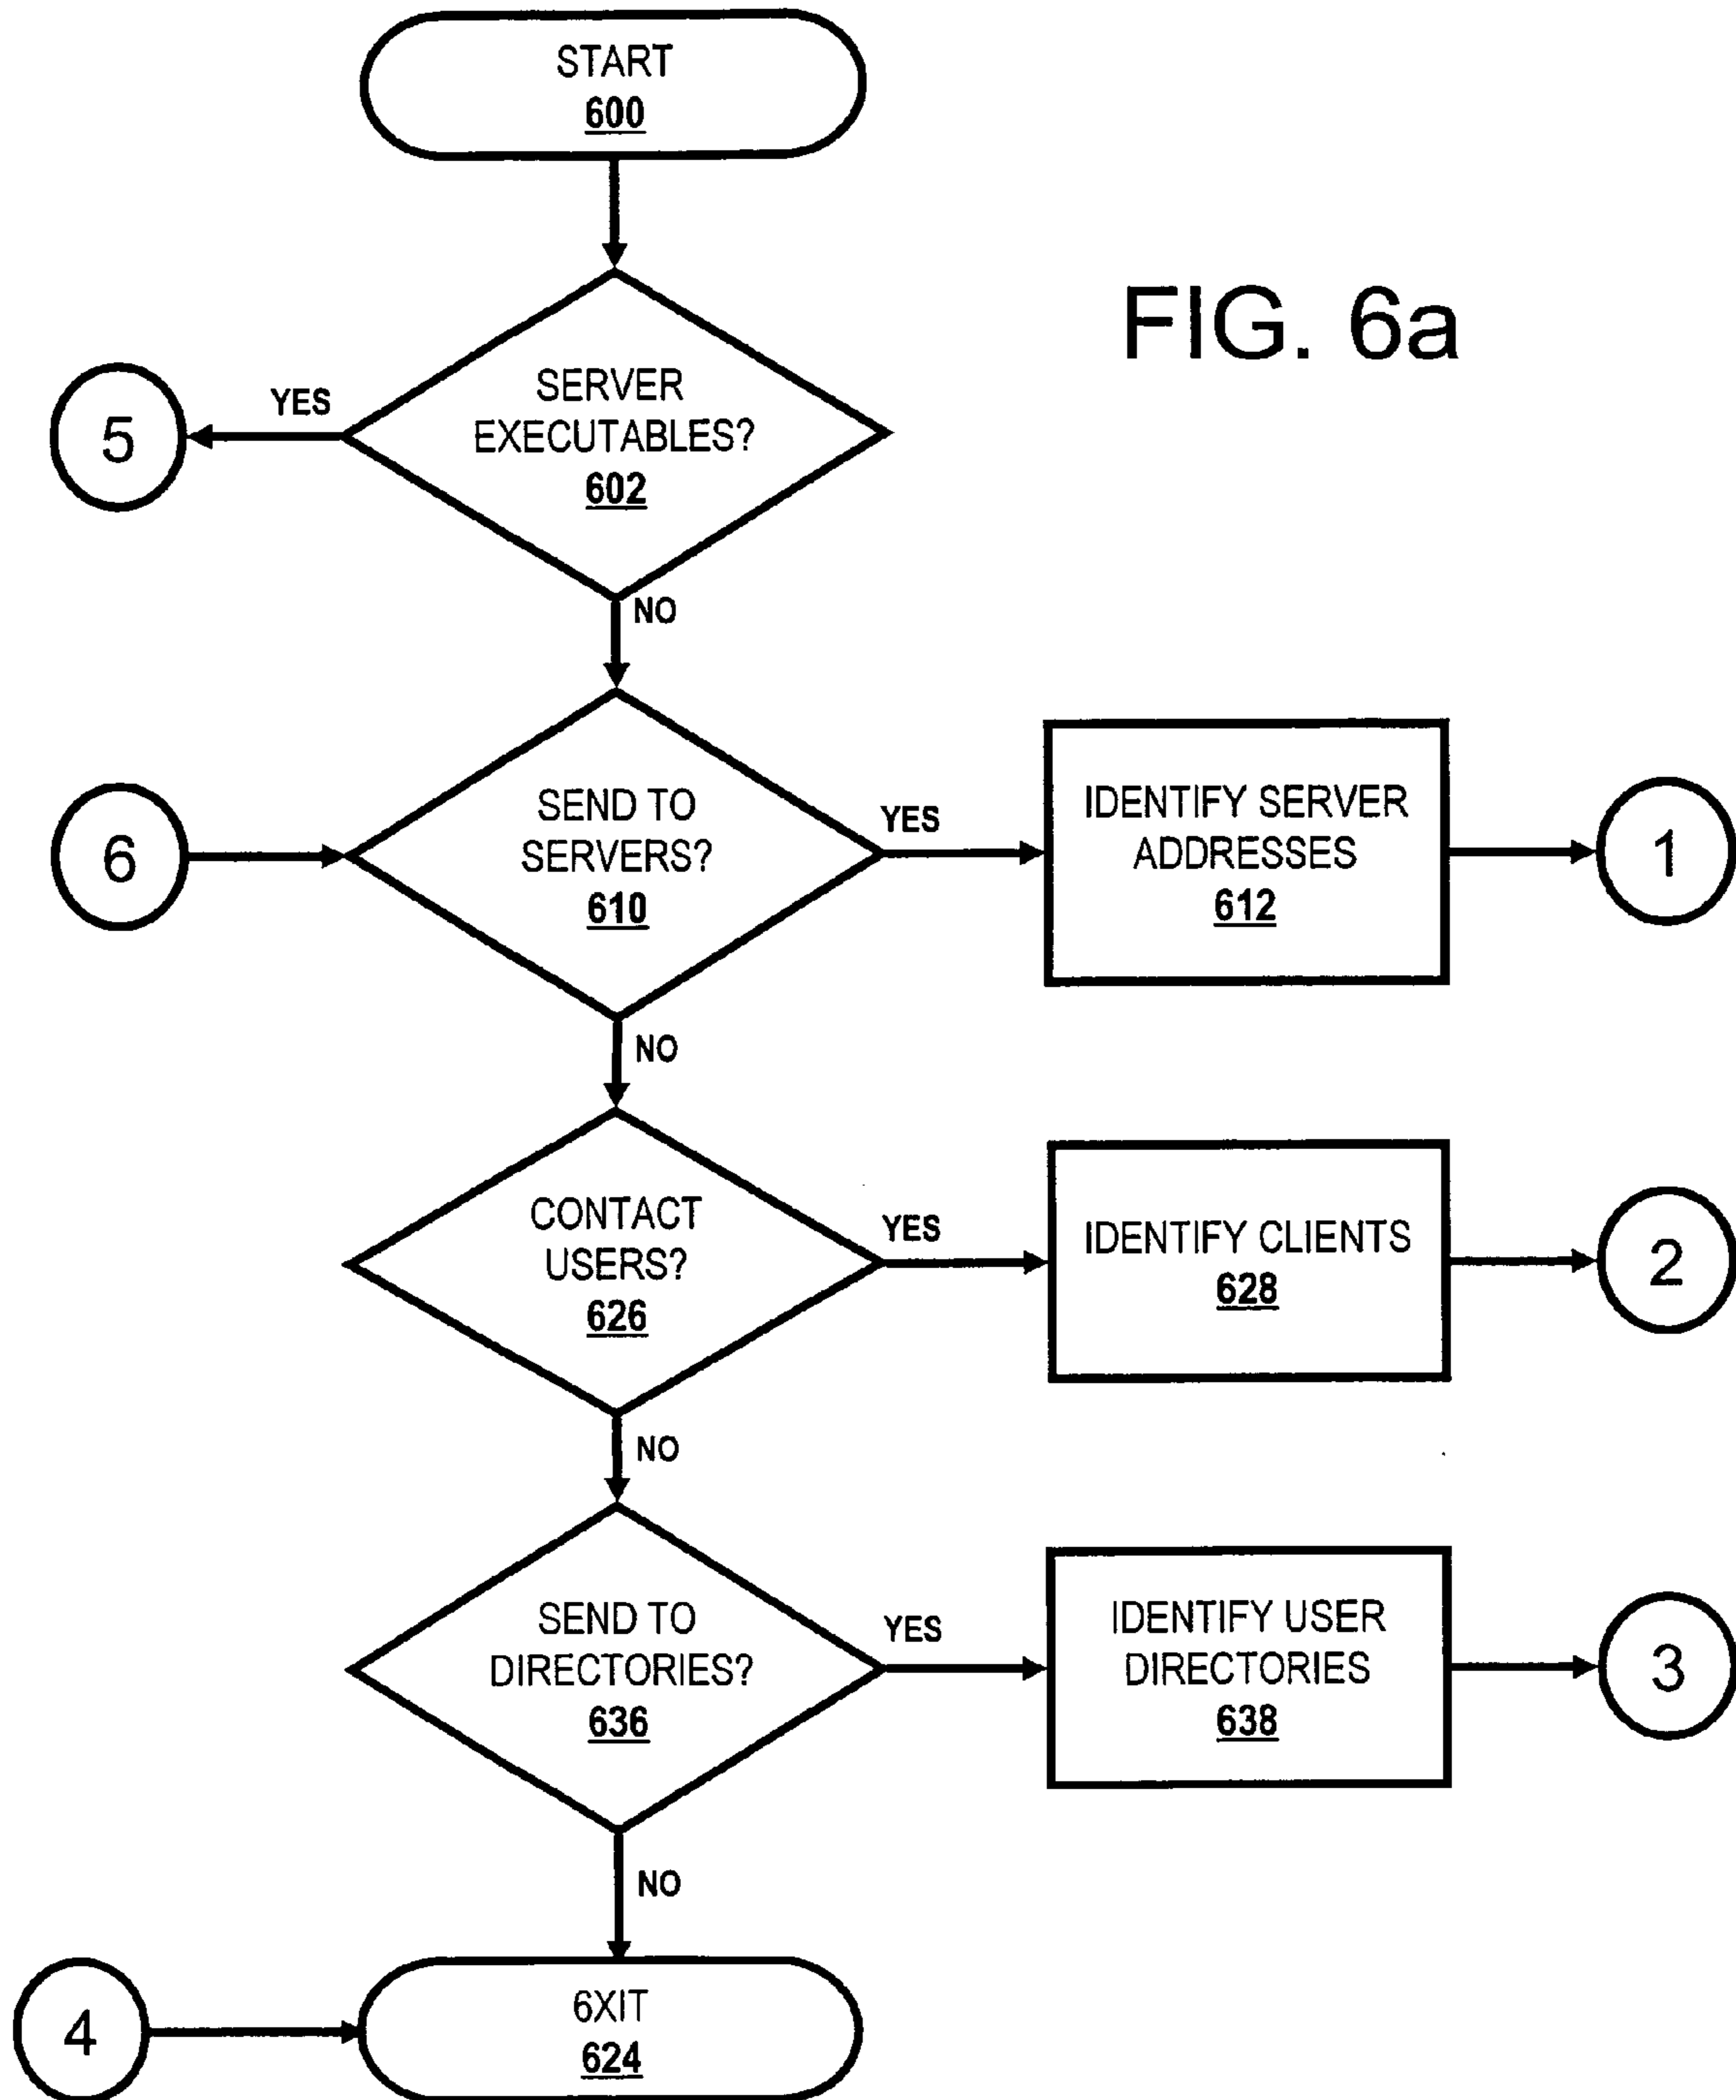 START
600
FIG. 6a
SERVER
EXECUTABLES?
602
YES
5
NO
6
SEND TO
SERVERS?
610
YES
IDENTIFY SERVER
ADDRESSES
612
1
NO
CONTACT
USERS?
626
YES
IDENTIFY CLIENTS
628
2
NO
SEND TO
DIRECTORIES?
636
YES
IDENTIFY USER
DIRECTORIES
638
3
NO
4
6XIT
624